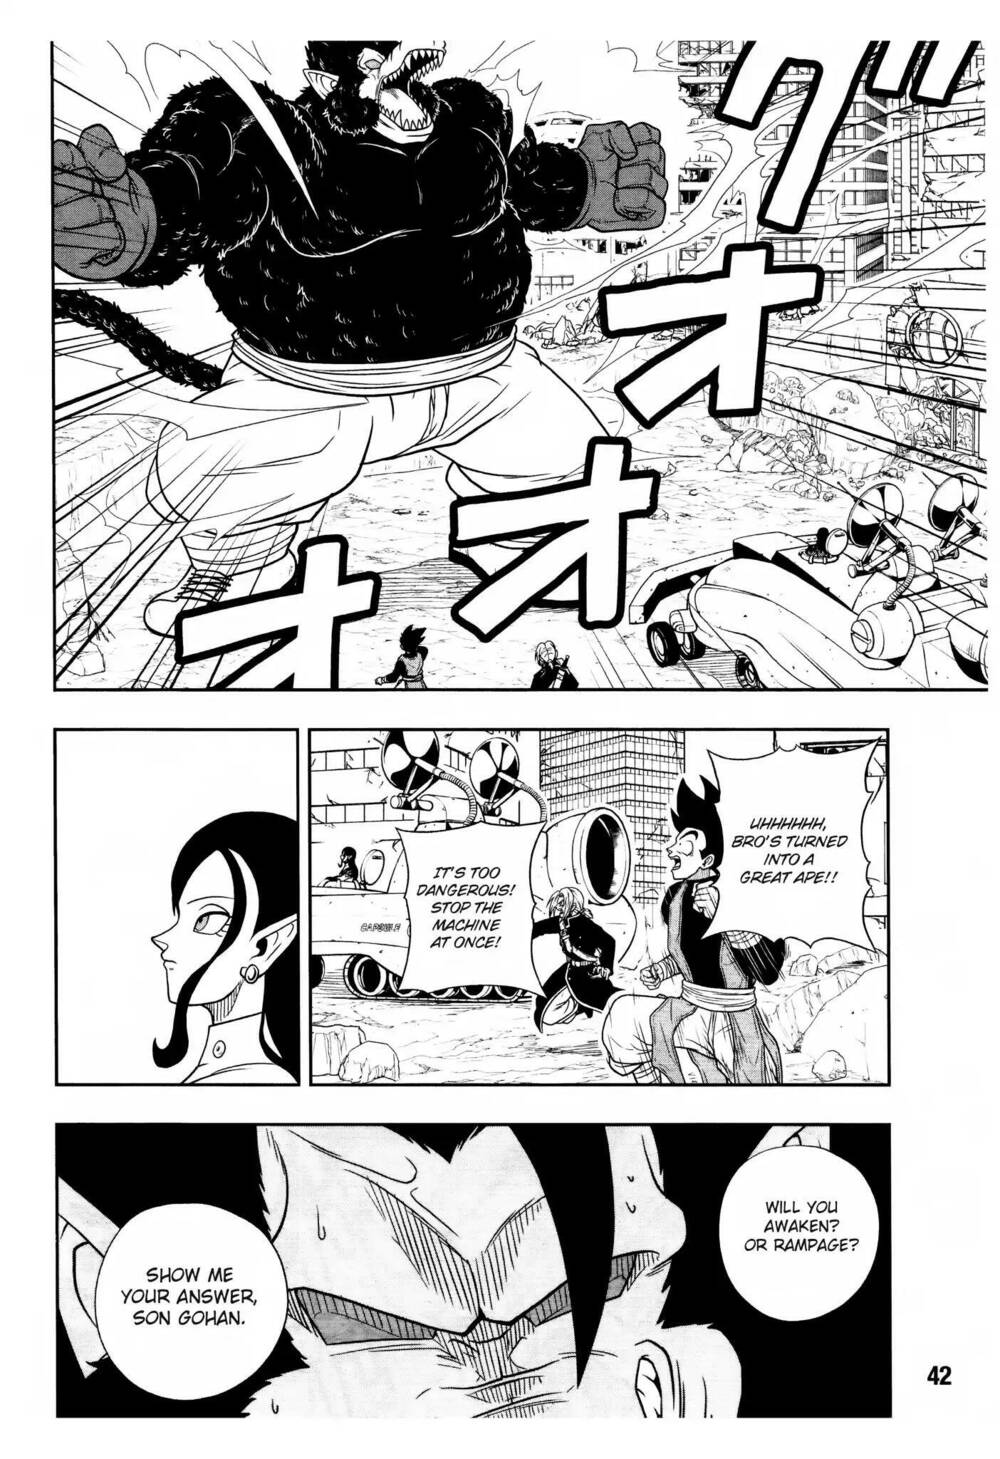 グオオオオ
UHHHHHH,
BRO'S TURNED
INTO A
GREAT APE!!
IT'S TOO
DANGEROUS!
STOP THE
MACHINE
AT ONCE!
CAPSULE
WILL YOU
AWAKEN?
OR RAMPAGE?
SHOW ME
YOUR ANSWER,
SON GOHAN.
42